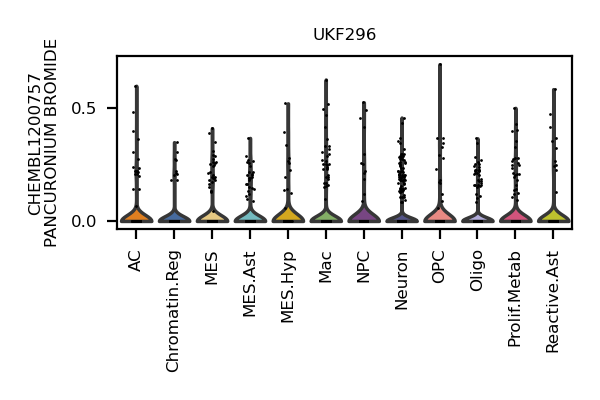 UKF296
CHEMBL1200757
PANCURONIUM BROMIDE
0.5
0.0
AC
Chromatin.Reg
MES
MES.Ast
MES.Hyp
Mac
NPC
Neuron
OPC
Oligo
Prolif.Metab
Reactive.Ast